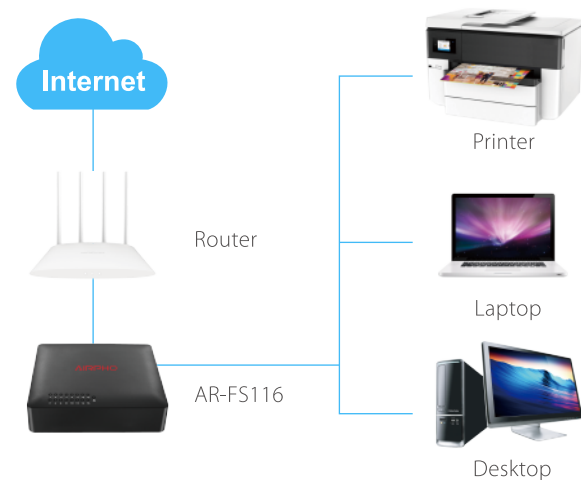 Internet
Printer
Router
Laptop
AR-FS116
Desktop